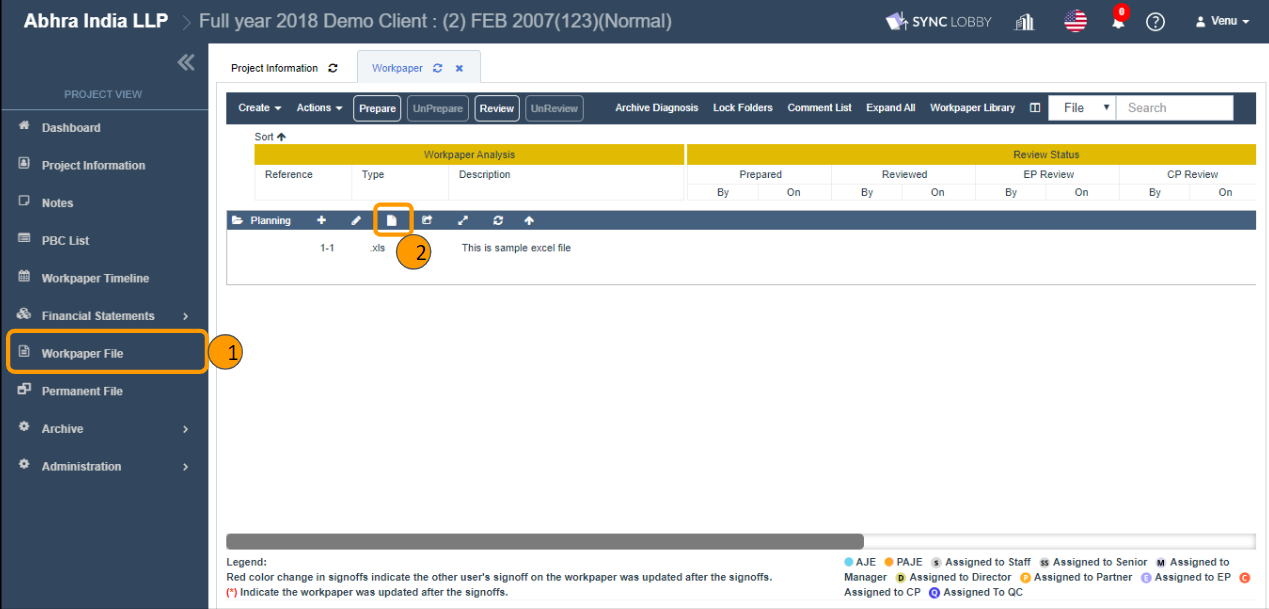 Abhra India LLP > Full year 2018 Demo Client : (2) FEB 2007(123)(Normal) SYNC LOBBY 0 ? Venu
Project Information Workpaper x
PROJECT VIEW
Create Actions Prepare UnPrepare Review UnReview Archive Diagnosis Lock Folders Comment List Expand All Workpaper Library File Search
Dashboard
Sort
Workpaper Analysis Review Status
Project Information
Reference Type Description Prepared Reviewed EP Review CP Review
By On By On By On By On
Notes
Planning
PBC List
1-1 .xls This is sample excel file
2
Workpaper Timeline
Financial Statements
Workpaper File
1
Permanent File
Archive
Administration
Legend:
Red color change in signoffs indicate the other user's signoff on the workpaper was updated after the signoffs.
(*) Indicate the workpaper was updated after the signoffs.
AJE PAJE S Assigned to Staff SS Assigned to Senior M Assigned to
Manager D Assigned to Director P Assigned to Partner E Assigned to EP C
Assigned to CP Q Assigned To QC